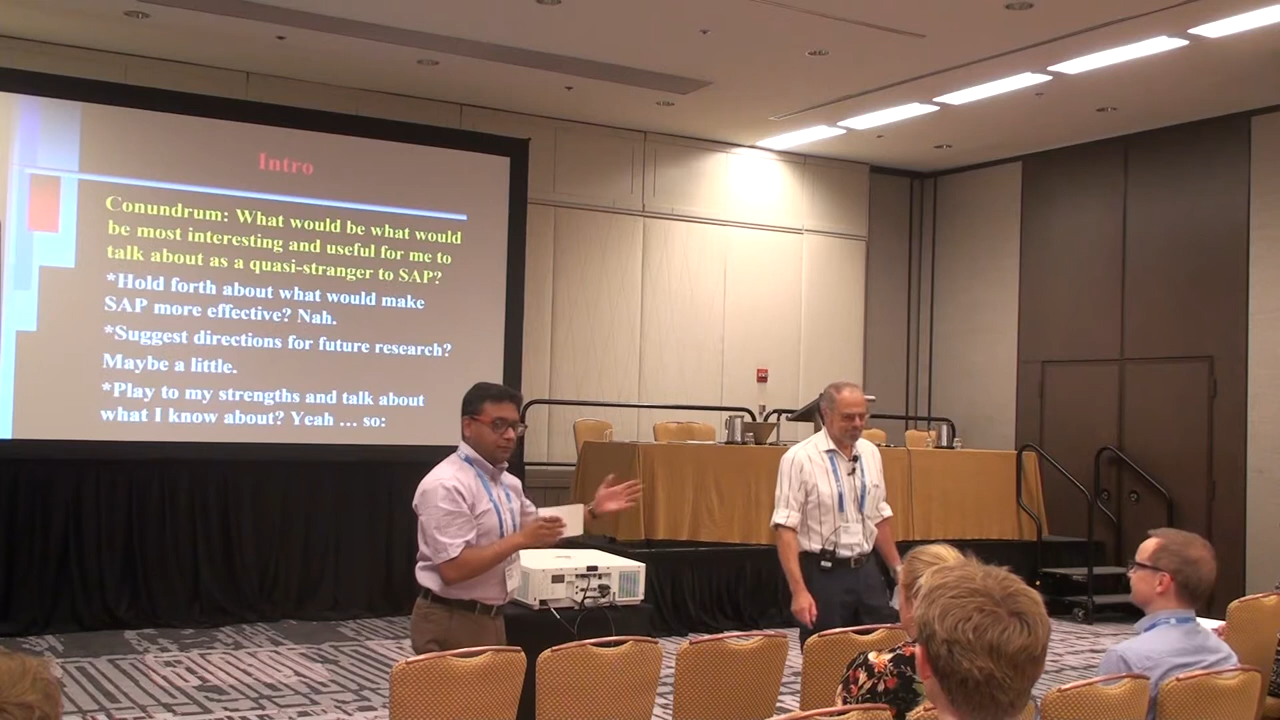 Intro
Conundrum: What would be what would
be most interesting and useful for me to
talk about as a quasi-stranger to SAP?
*Hold forth about what would make
SAP more effective? Nah.
*Suggest directions for future research?
Maybe a little.
*Play to my strengths and talk about
what I know about? Yeah … so: